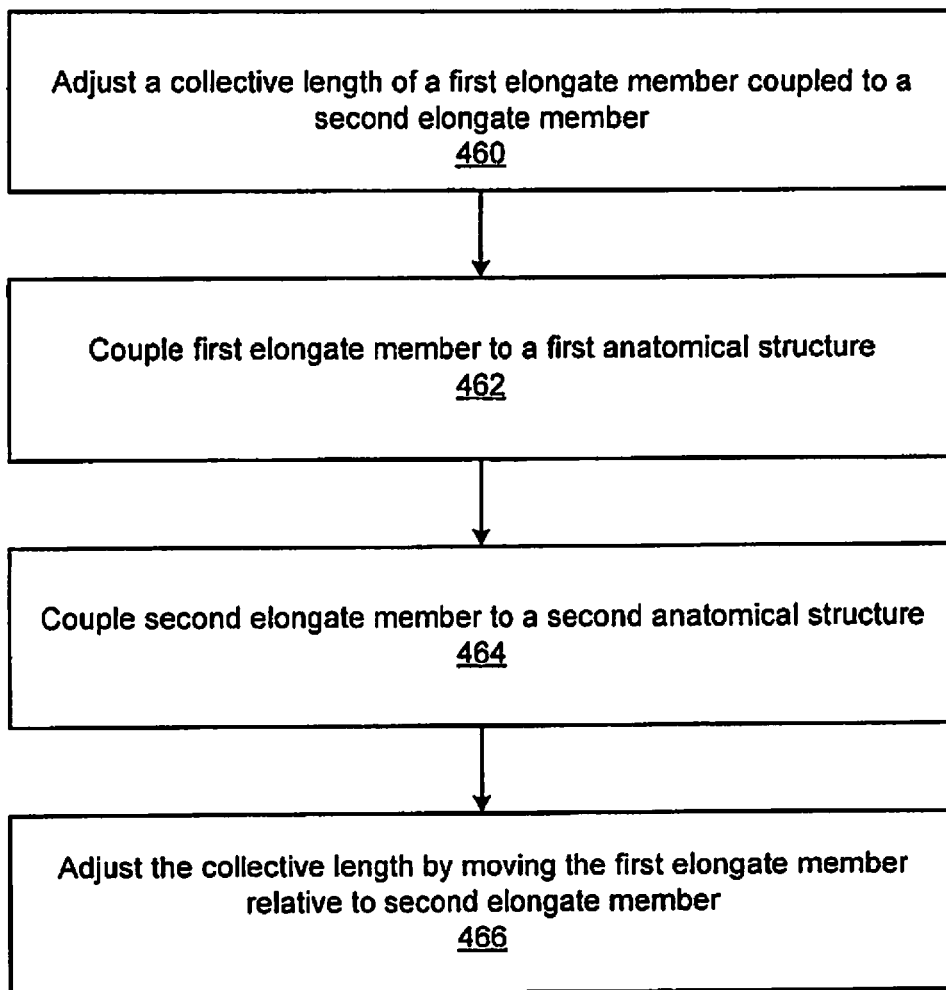 Adjust a collective length of a first elongate member coupled to a
second elongate member
460
Couple first elongate member to a first anatomical structure
462
Couple second elongate member to a second anatomical structure
464
Adjust the collective length by moving the first elongate member
relative to second elongate member
466